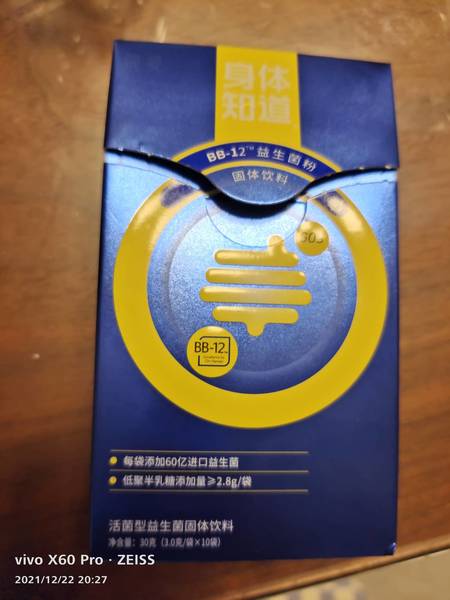 身体
知道
BB-12™益生菌粉
固体饮料
GOS
BB-12™
每袋添加60亿进口益生菌
低聚半乳糖添加量≥2.8g/袋
活菌型益生菌固体饮料
净含量：30克（3.0克/袋×10袋）
vivo X60 Pro · ZEISS
2021/12/22 20:27